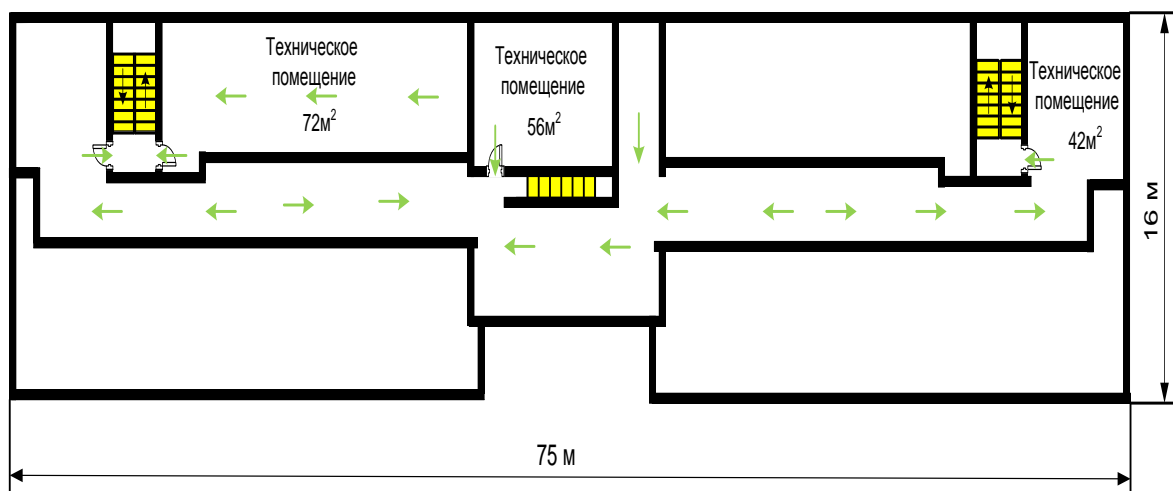 Техническое
помещение
72м²
Техническое
помещение
56м²
Техническое
помещение
42м²
16 м
75 м